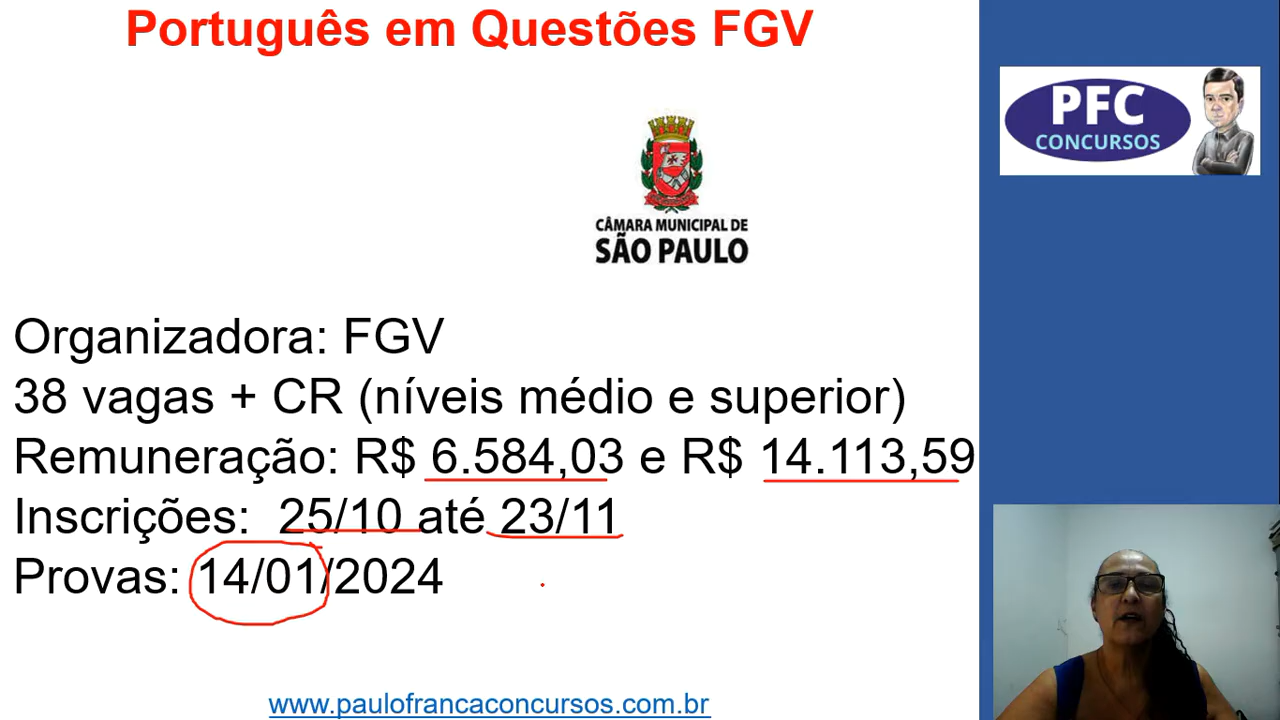 Português em Questões FGV
PFC
CONCURSOS
CÂMARA MUNICIPAL DE
SÃO PAULO
Organizadora: FGV
38 vagas + CR (níveis médio e superior)
Remuneração: R$ 6.584,03 e R$ 14.113,59
Inscrições: 25/10 até 23/11
Provas: 14/01/2024
www.paulofrancaconcursos.com.br